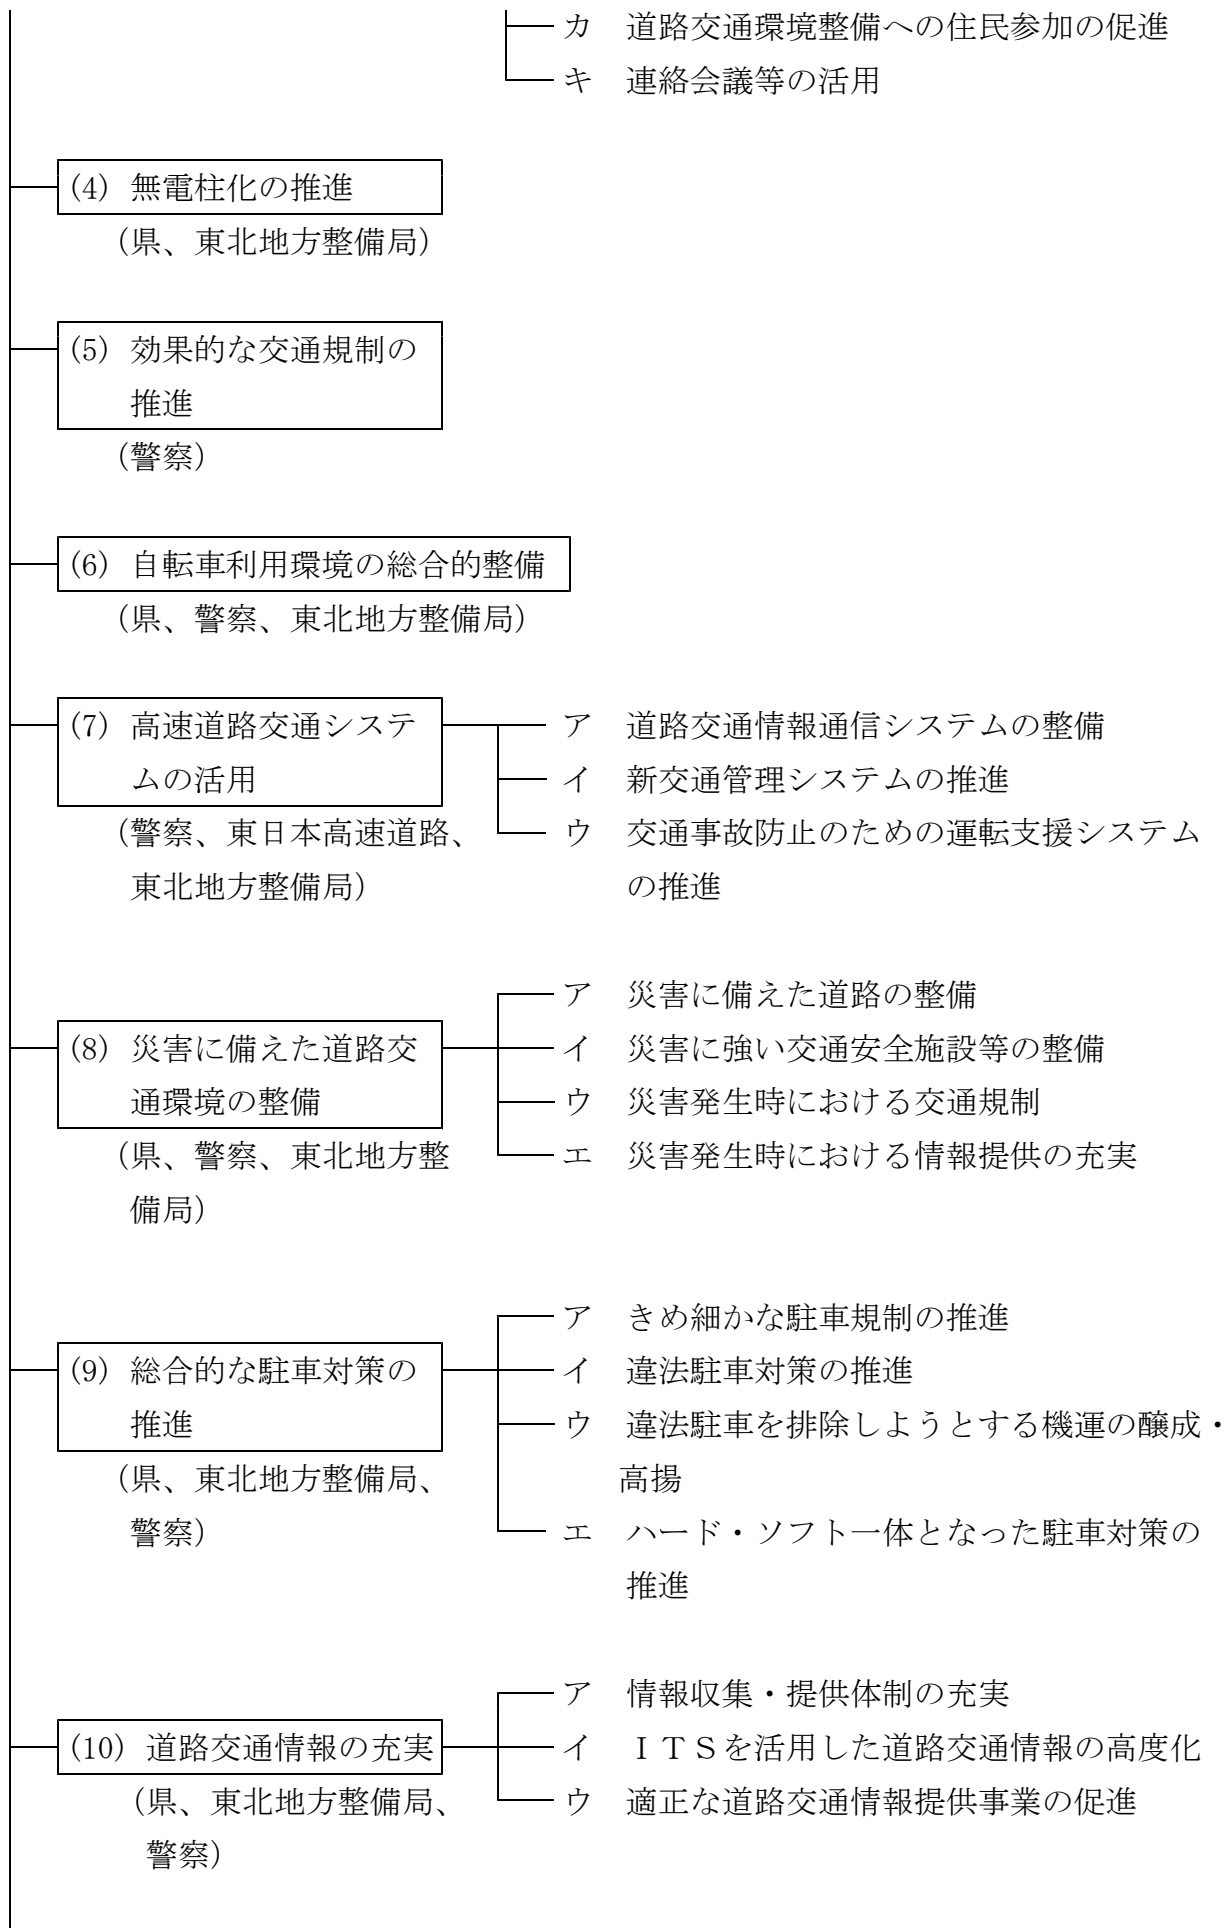 カ　道路交通環境整備への住民参加の促進
キ　連絡会議等の活用
(4) 無電柱化の推進
（県、東北地方整備局）
(5) 効果的な交通規制の
推進
（警察）
(6) 自転車利用環境の総合的整備
（県、警察、東北地方整備局）
(7) 高速道路交通システ
ムの活用
（警察、東日本高速道路、
東北地方整備局）
ア　道路交通情報通信システムの整備
イ　新交通管理システムの推進
ウ　交通事故防止のための運転支援システム
の推進
(8) 災害に備えた道路交
通環境の整備
（県、警察、東北地方整
備局）
ア　災害に備えた道路の整備
イ　災害に強い交通安全施設等の整備
ウ　災害発生時における交通規制
エ　災害発生時における情報提供の充実
(9) 総合的な駐車対策の
推進
（県、東北地方整備局、
警察）
ア　きめ細かな駐車規制の推進
イ　違法駐車対策の推進
ウ　違法駐車を排除しようとする機運の醸成・
高揚
エ　ハード・ソフト一体となった駐車対策の
推進
(10) 道路交通情報の充実
（県、東北地方整備局、
警察）
ア　情報収集・提供体制の充実
イ　ＩＴＳを活用した道路交通情報の高度化
ウ　適正な道路交通情報提供事業の促進